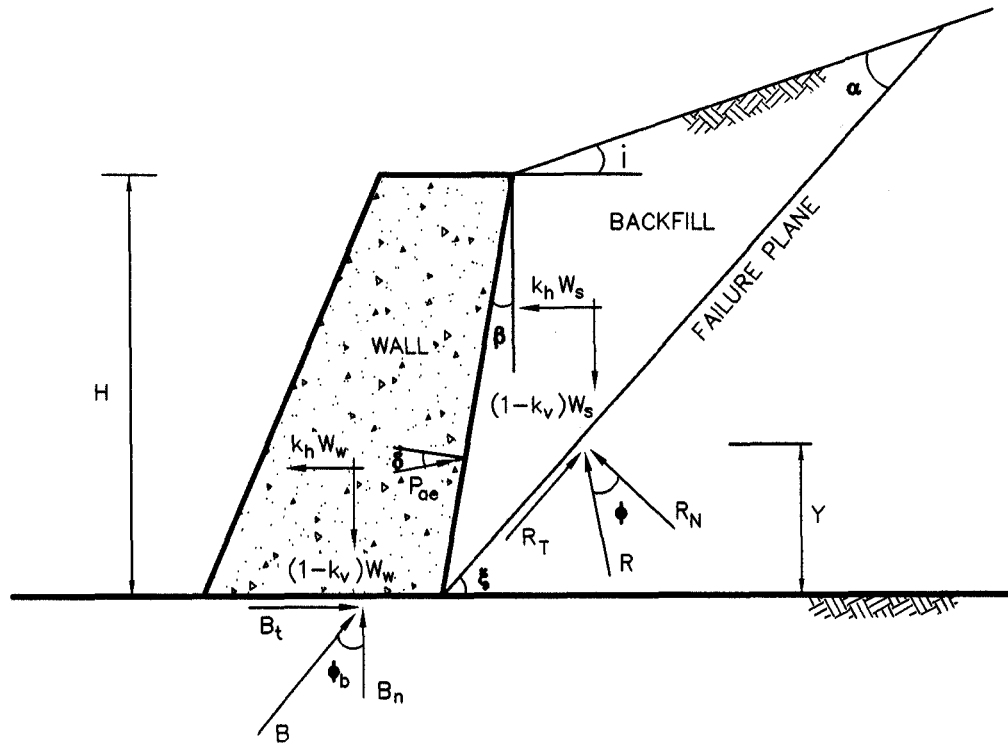 α
i
BACKFILL
FAILURE PLANE
k_h W_s
β
WALL
H
(1-k_v)W_s
k_h W_w
δ
P_ae
Y
φ
R_N
R_T
R
(1-k_v)W_w
ξ
B_t
φ_b
B_n
B